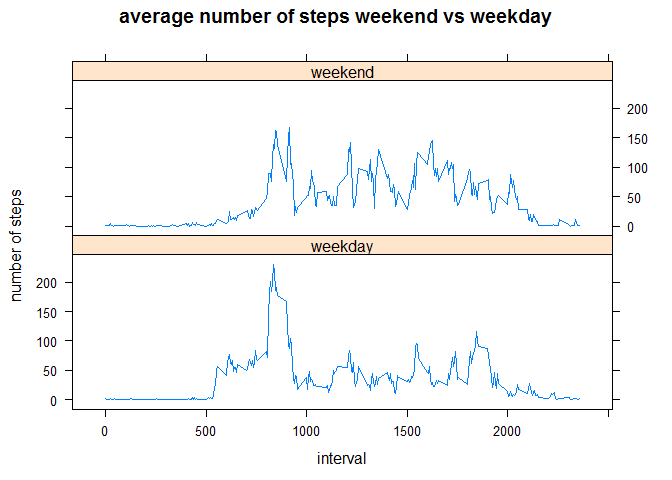 average number of steps weekend vs weekday
weekend
200
150
100
50
0
number of steps
weekday
200
150
100
50
0
0 500 1000 1500 2000
interval